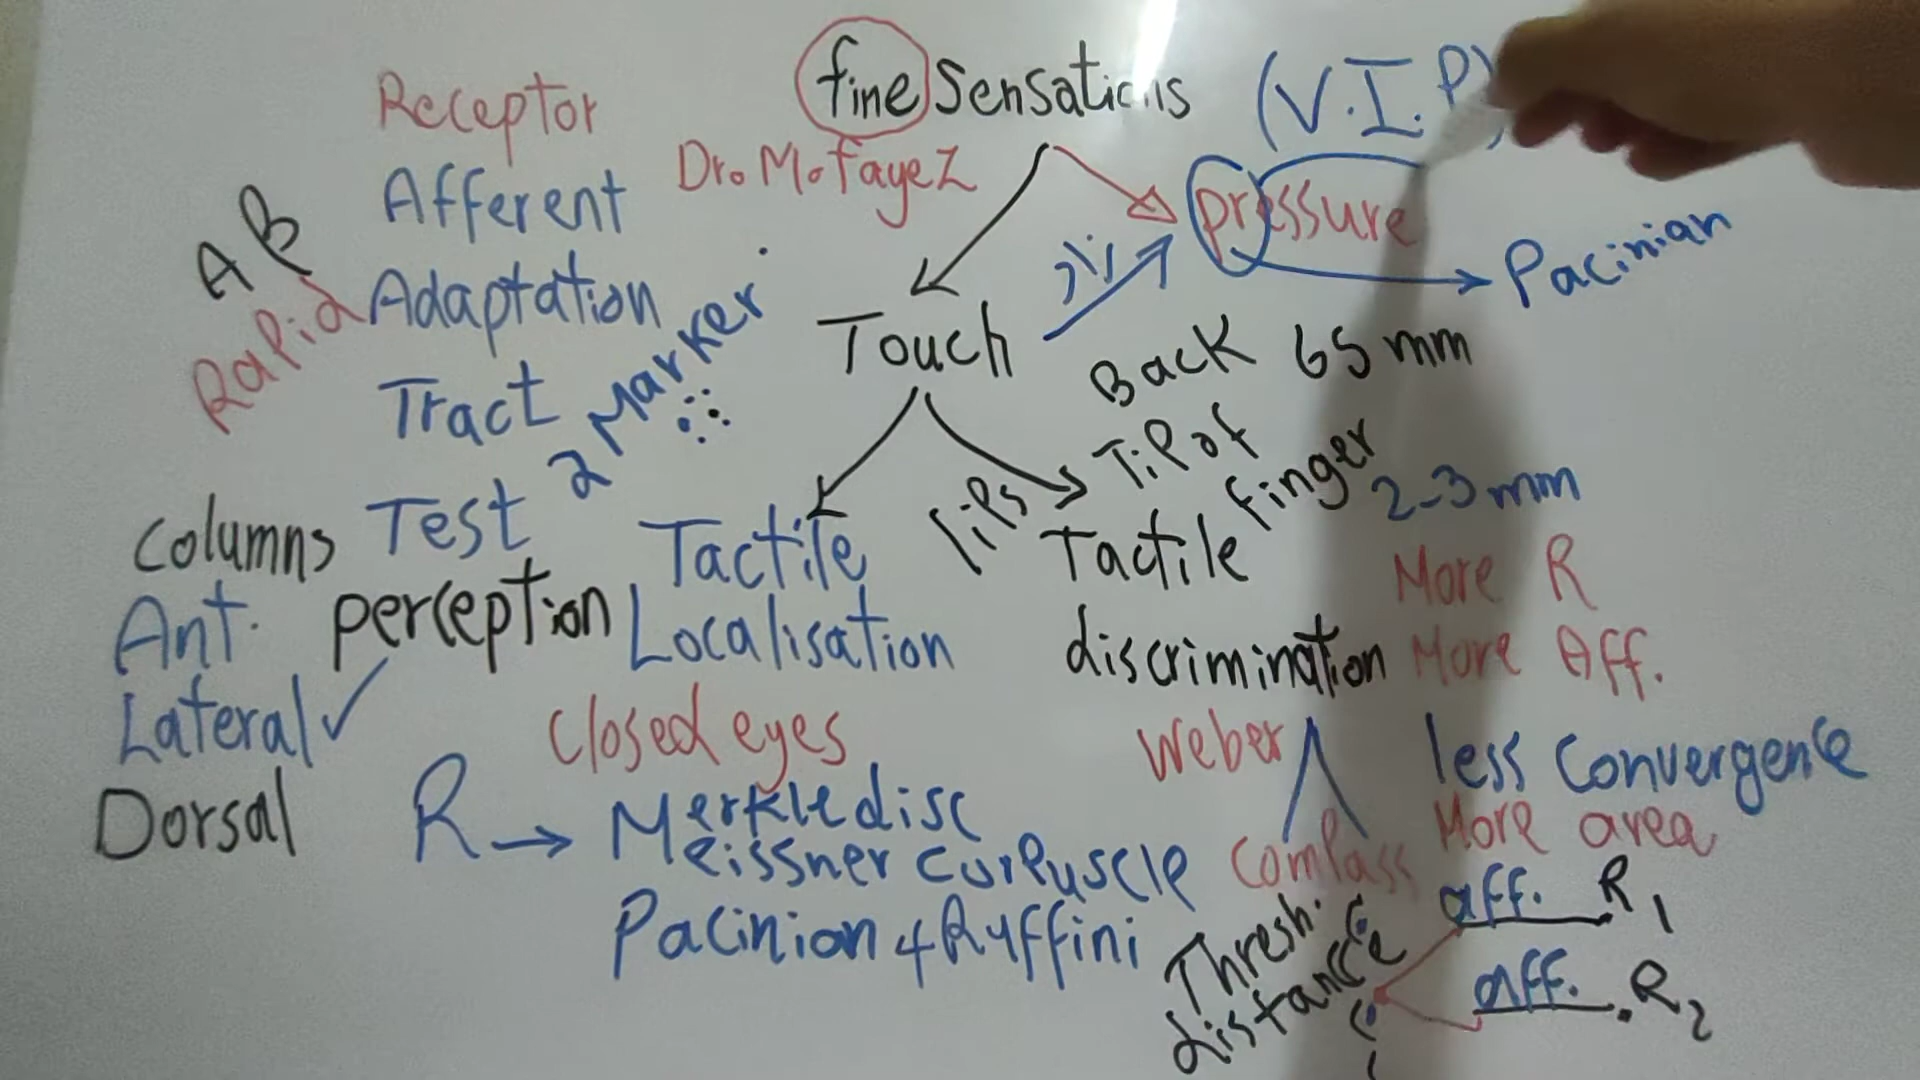 fine Sensations (V.I.P)
Receptor
Dr. M. Fayez
Afferent
pressure
AB
Pacinian
Rapid Adaptation
Touch
Back 65 mm
Tract
2 Marker
Tip of finger
2-3 mm
lips
Columns
Test
Tactile Localisation
Tactile discrimination
More R
More Aff.
Ant.
perception
Lateral ✓
Closed eyes
Weber
Compass
less Convergence
More area
Dorsal
R → Merkle disc
Meissner Corpuscle
Pacinion & Ruffini
Thresh. distance
aff. R1
aff. R2